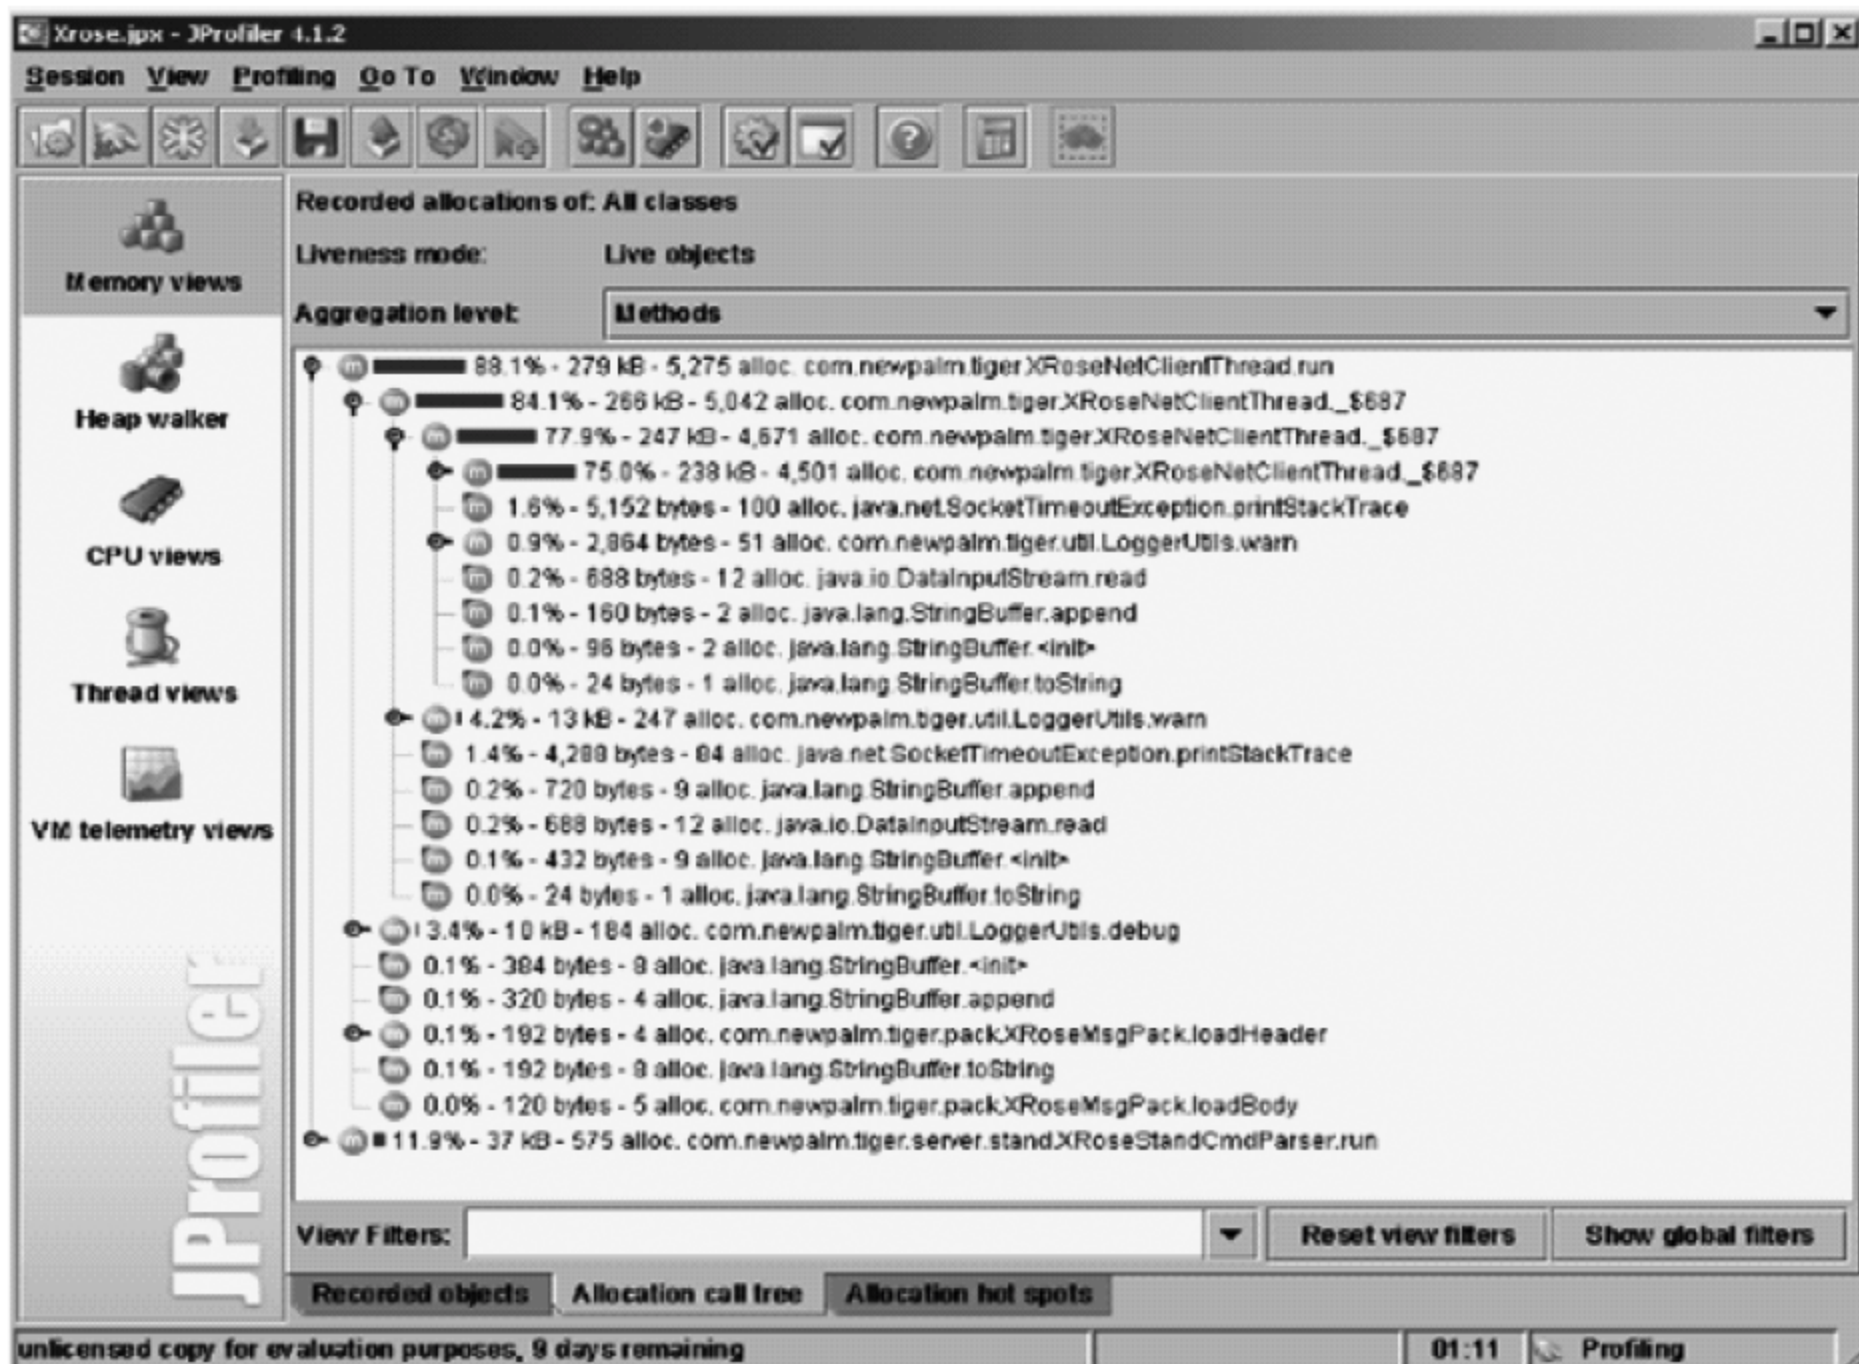 Xrose.jpx - JProfiler 4.1.2
Session View Profiling Go To Window Help
Memory views
Heap walker
CPU views
Thread views
VM telemetry views
JProfiler
Recorded allocations of: All classes
Liveness mode: Live objects
Aggregation level: Methods
88.1% - 279 kB - 5,275 alloc. com.newpalm.tiger.XRoseNetClientThread.run
84.1% - 266 kB - 5,042 alloc. com.newpalm.tiger.XRoseNetClientThread._$687
77.9% - 247 kB - 4,671 alloc. com.newpalm.tiger.XRoseNetClientThread._$687
75.0% - 238 kB - 4,501 alloc. com.newpalm.tiger.XRoseNetClientThread._$687
1.6% - 5,152 bytes - 100 alloc. java.net.SocketTimeoutException.printStackTrace
0.9% - 2,864 bytes - 51 alloc. com.newpalm.tiger.util.LoggerUtils.warn
0.2% - 688 bytes - 12 alloc. java.io.DataInputStream.read
0.1% - 160 bytes - 2 alloc. java.lang.StringBuffer.append
0.0% - 96 bytes - 2 alloc. java.lang.StringBuffer.<init>
0.0% - 24 bytes - 1 alloc. java.lang.StringBuffer.toString
4.2% - 13 kB - 247 alloc. com.newpalm.tiger.util.LoggerUtils.warn
1.4% - 4,288 bytes - 84 alloc. java.net.SocketTimeoutException.printStackTrace
0.2% - 720 bytes - 9 alloc. java.lang.StringBuffer.append
0.2% - 688 bytes - 12 alloc. java.io.DataInputStream.read
0.1% - 432 bytes - 9 alloc. java.lang.StringBuffer.<init>
0.0% - 24 bytes - 1 alloc. java.lang.StringBuffer.toString
3.4% - 10 kB - 184 alloc. com.newpalm.tiger.util.LoggerUtils.debug
0.1% - 384 bytes - 8 alloc. java.lang.StringBuffer.<init>
0.1% - 320 bytes - 4 alloc. java.lang.StringBuffer.append
0.1% - 192 bytes - 4 alloc. com.newpalm.tiger.pack.XRoseMsgPack.loadHeader
0.1% - 192 bytes - 8 alloc. java.lang.StringBuffer.toString
0.0% - 120 bytes - 5 alloc. com.newpalm.tiger.pack.XRoseMsgPack.loadBody
11.9% - 37 kB - 575 alloc. com.newpalm.tiger.server.stand.XRoseStandCmdParser.run
View Filters: Reset view filters Show global filters
Recorded objects Allocation call tree Allocation hot spots
unlicensed copy for evaluation purposes, 9 days remaining 01:11 Profiling